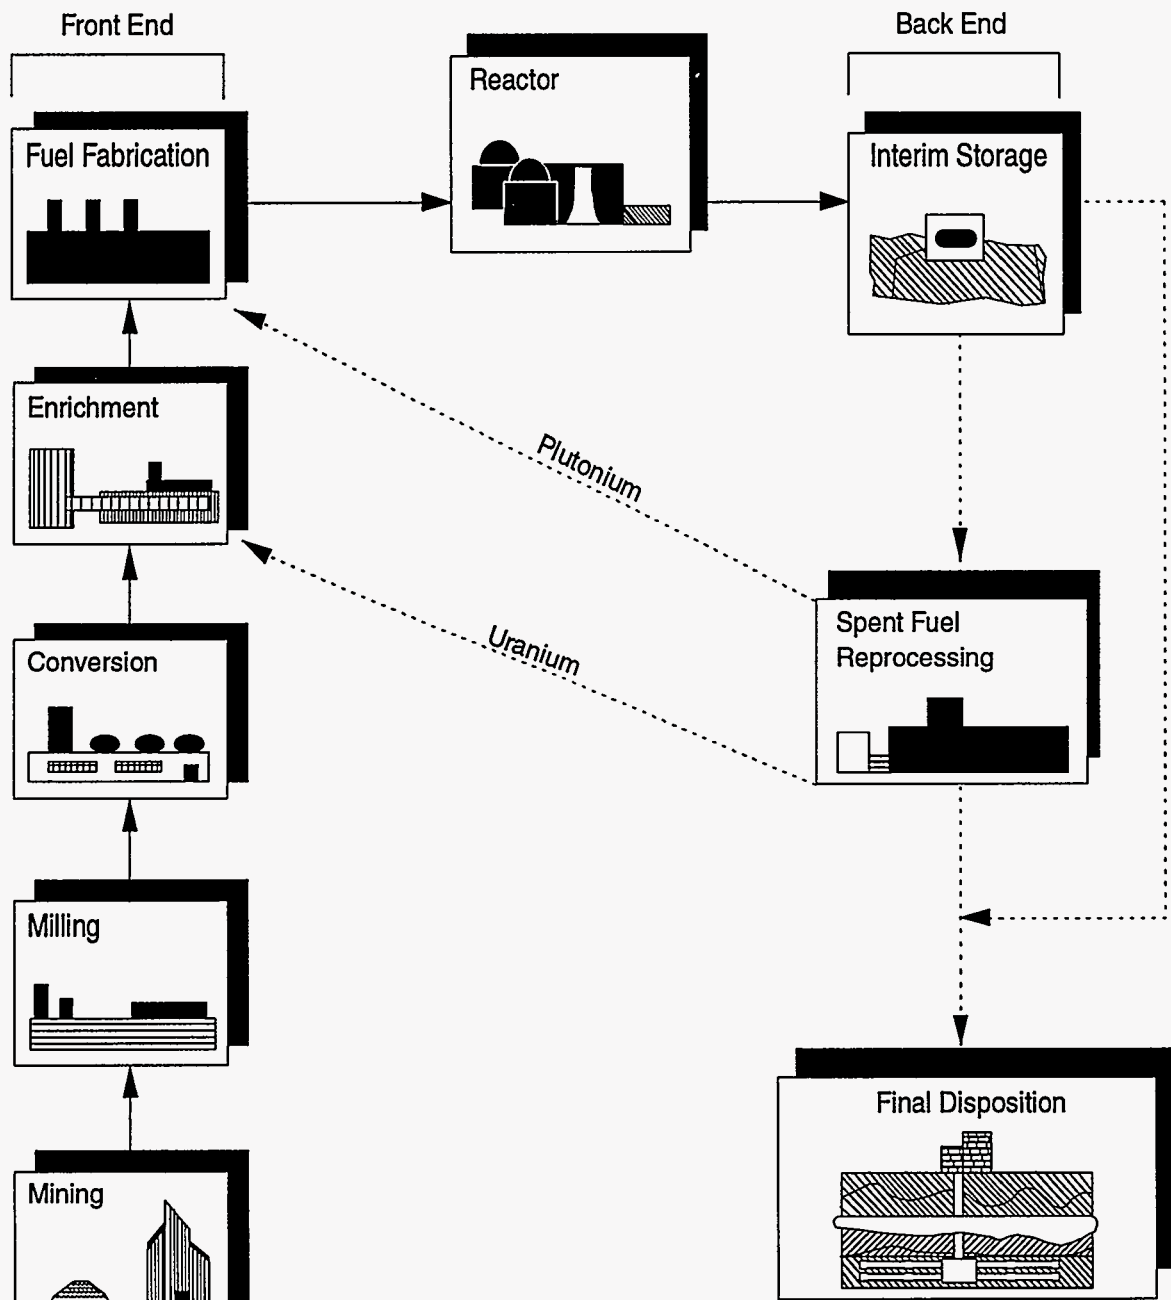 Front End
Back End
Reactor
Fuel Fabrication
Interim Storage
Enrichment
Plutonium
Spent Fuel
Reprocessing
Uranium
Conversion
Milling
Final Disposition
Mining